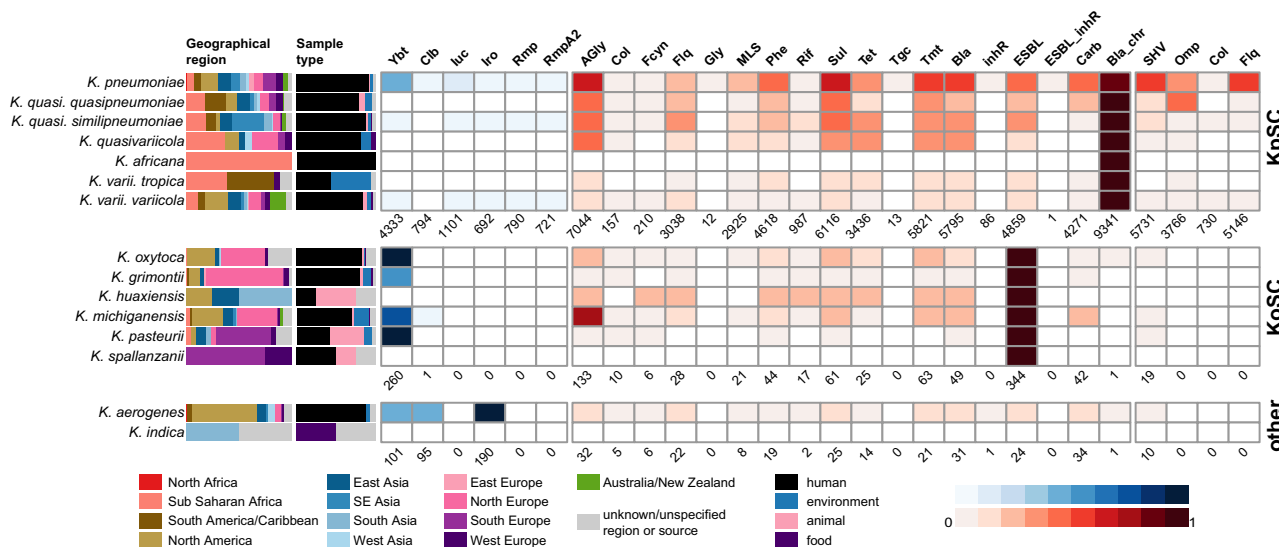 Geographical region
Sample type
Ybt Clb Iuc Iro Rmp RmpA2 AGly Col Fcyn Flq Gly MLS Phe Rif Sul Tet Tgc Tmt Bla inhR ESBL ESBL_inhR Carb Bla_chr SHV Omp Col Flq
K. pneumoniae
K. quasi. quasipneumoniae
K. quasi. similipneumoniae
K. quasivariicola
K. africana
K. varii. tropica
K. varii. variicola
KpSC
4333 794 1101 692 790 721 7044 157 210 3038 12 2925 4618 987 6116 3436 13 5821 5795 86 4859 1 4271 9341 5731 3766 730 5146
K. oxytoca
K. grimontii
K. huaxiensis
K. michiganensis
K. pasteurii
K. spallanzanii
KoSC
260 1 0 0 0 0 133 10 6 28 0 21 44 17 61 25 0 63 49 0 344 0 42 1 19 0 0 0
K. aerogenes
K. indica
other
101 95 0 190 0 0 32 5 6 22 0 8 19 2 14 14 0 21 31 1 24 0 34 1 10 0 0 0
North Africa
Sub Saharan Africa
South America/Caribbean
North America
East Asia
SE Asia
South Asia
West Asia
East Europe
North Europe
South Europe
West Europe
Australia/New Zealand
unknown/unspecified
region or source
human
environment
animal
food
0 1